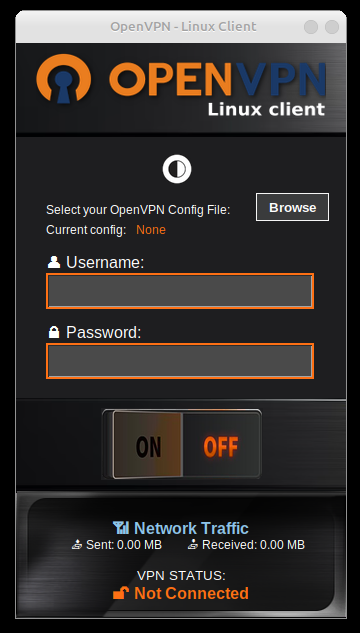 OpenVPN - Linux Client
OPENVPN
Linux client
Select your OpenVPN Config File:
Browse
Current config: None
Username:
Password:
ON OFF
Network Traffic
Sent: 0.00 MB Received: 0.00 MB
VPN STATUS:
Not Connected